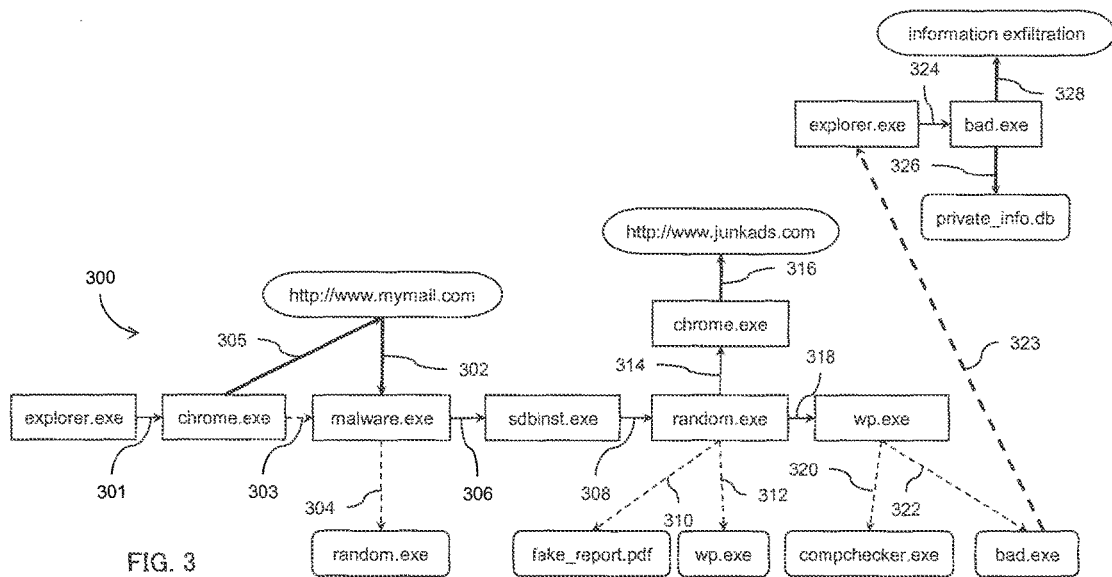 information exfiltration
324
328
explorer.exe
bad.exe
326
private_info.db
http://www.junkads.com
300
316
http://www.mymail.com
chrome.exe
305
323
302
314
318
explorer.exe
chrome.exe
malware.exe
sdbinst.exe
random.exe
wp.exe
301
303
306
308
320
322
304
310
312
random.exe
fake_report.pdf
wp.exe
compchecker.exe
bad.exe
FIG. 3